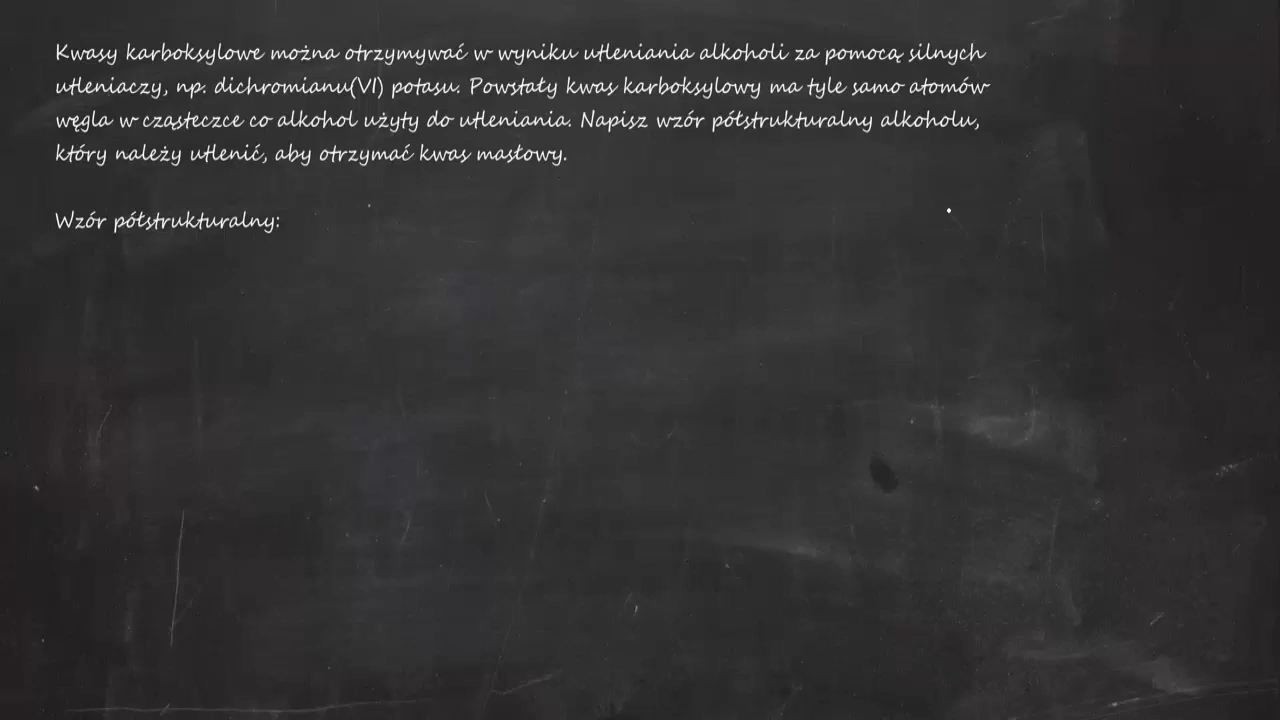 Kwasy karboksylowe można otrzymywać w wyniku utleniania alkoholi za pomocą silnych
utleniaczy, np. dichromianu(VI) potasu. Powstały kwas karboksylowy ma tyle samo atomów
węgla w cząsteczce co alkohol użyty do utleniania. Napisz wzór półstrukturalny alkoholu,
który należy utlenić, aby otrzymać kwas masłowy.
Wzór półstrukturalny: